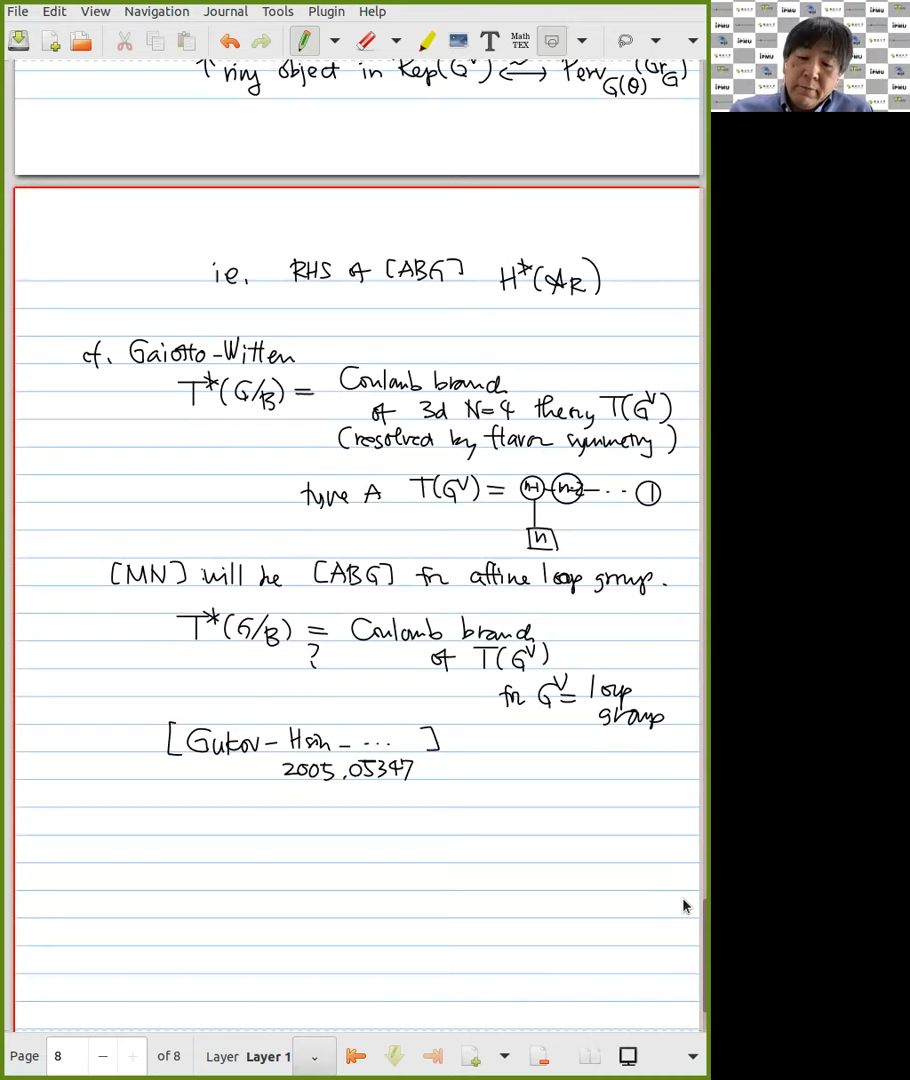 File Edit View Navigation Journal Tools Plugin Help
T Math TEX
ring object in Rep(G^∨) ≃⟷ Perv_{G(O)}(Gr_G)
i.e. RHS of [ABG] H*(A_R)
cf. Gaiotto-Witten
T*(G/B) = Coulomb branch
of 3d N=4 theory T(G^∨)
(resolved by flavor symmetry)
type A T(G^∨) = n-1 - n-2 - ... 1
n
[MN] will be [ABG] for affine loop group.
T*(G/B) = Coulomb branch
? of T(G^∨)
for G^∨ = loop
group
[Gukov-Hsin-...]
2005.05347
Page 8 of 8 Layer Layer 1